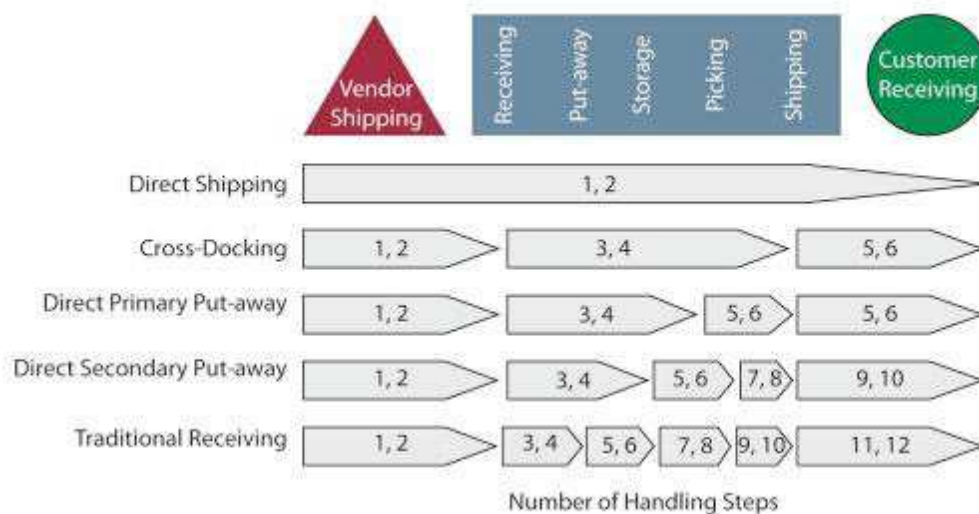 Vendor
Shipping
Receiving
Put-away
Storage
Picking
Shipping
Customer
Receiving
Direct Shipping
1, 2
Cross-Docking
1, 2
3, 4
5, 6
Direct Primary Put-away
1, 2
3, 4
5, 6
5, 6
Direct Secondary Put-away
1, 2
3, 4
5, 6
7, 8
9, 10
Traditional Receiving
1, 2
3, 4
5, 6
7, 8
9, 10
11, 12
Number of Handling Steps